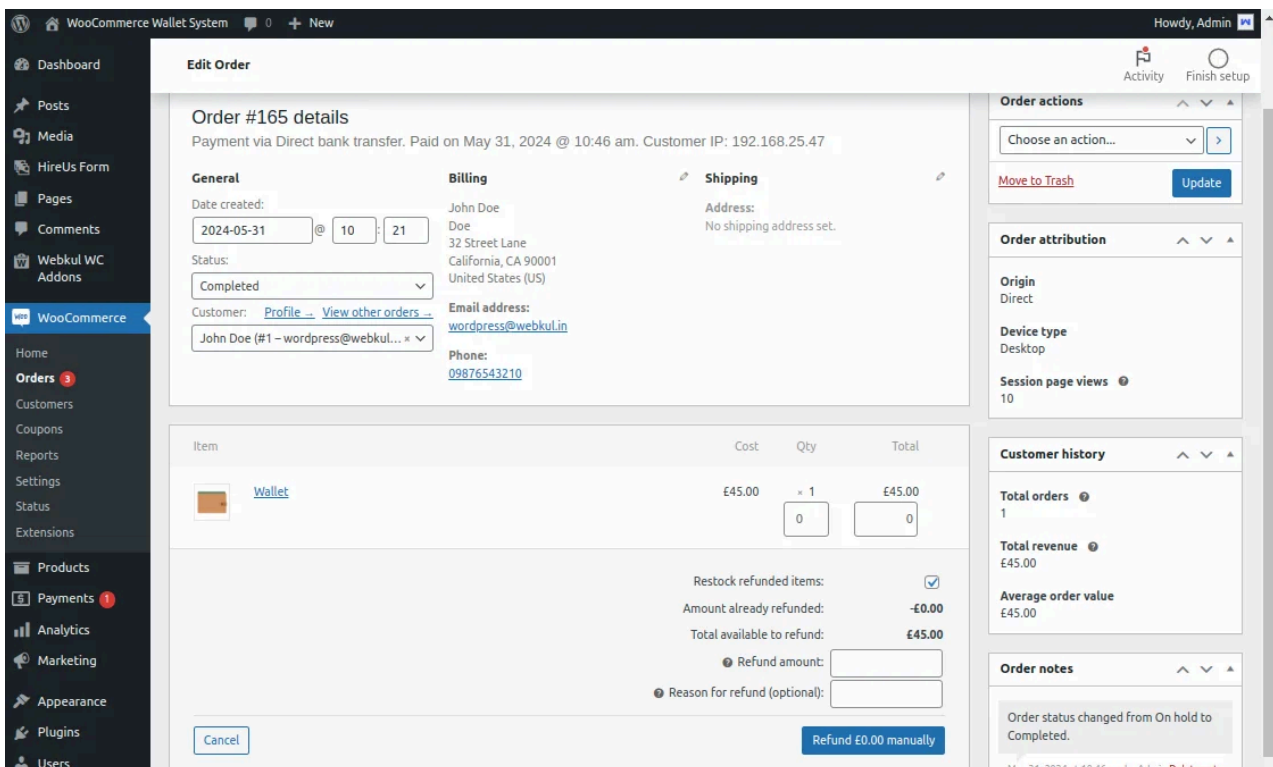 WooCommerce Wallet System 0 New Howdy, Admin
Dashboard
Posts
Media
HireUs Form
Pages
Comments
Webkul WC
Addons
WooCommerce
Home
Orders 3
Customers
Coupons
Reports
Settings
Status
Extensions
Products
Payments 1
Analytics
Marketing
Appearance
Plugins
Users
Edit Order
Activity Finish setup
Order #165 details
Payment via Direct bank transfer. Paid on May 31, 2024 @ 10:46 am. Customer IP: 192.168.25.47
General
Date created:
2024-05-31 @ 10 : 21
Status:
Completed
Customer: Profile → View other orders →
John Doe (#1 – wordpress@webkul... ×
Billing
John Doe
Doe
32 Street Lane
California, CA 90001
United States (US)
Email address:
wordpress@webkul.in
Phone:
09876543210
Shipping
Address:
No shipping address set.
Item Cost Qty Total
Wallet £45.00 × 1 £45.00
0 0
Restock refunded items:
Amount already refunded: -£0.00
Total available to refund: £45.00
Refund amount:
Reason for refund (optional):
Cancel Refund £0.00 manually
Order actions
Choose an action...
Move to Trash Update
Order attribution
Origin
Direct
Device type
Desktop
Session page views
10
Customer history
Total orders
1
Total revenue
£45.00
Average order value
£45.00
Order notes
Order status changed from On hold to
Completed.